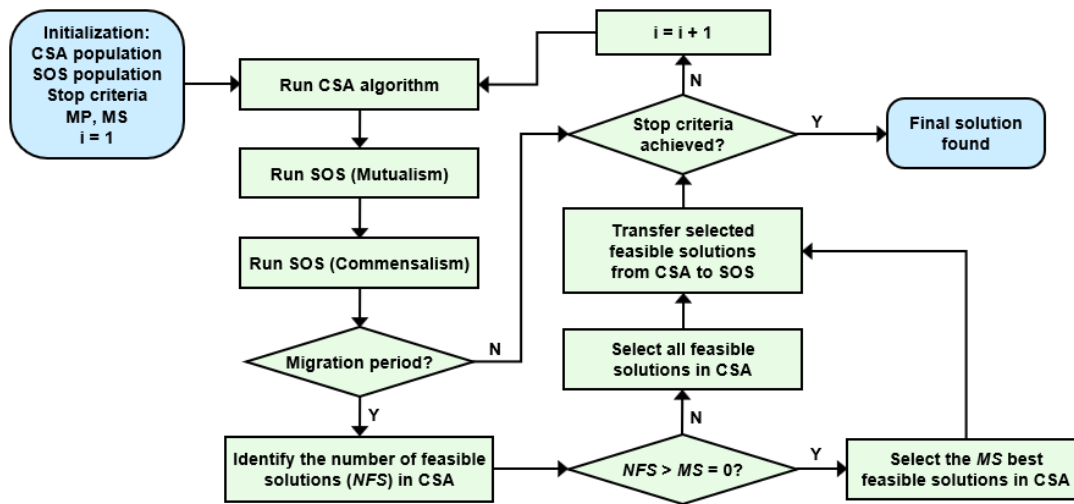 Initialization:
CSA population
SOS population
Stop criteria
MP, MS
i = 1
Run CSA algorithm
Run SOS (Mutualism)
Run SOS (Commensalism)
Migration period?
N
Y
Identify the number of feasible
solutions (NFS) in CSA
NFS > MS = 0?
N
Y
Select the MS best
feasible solutions in CSA
Select all feasible
solutions in CSA
Transfer selected
feasible solutions
from CSA to SOS
Stop criteria
achieved?
N
Y
i = i + 1
Final solution
found